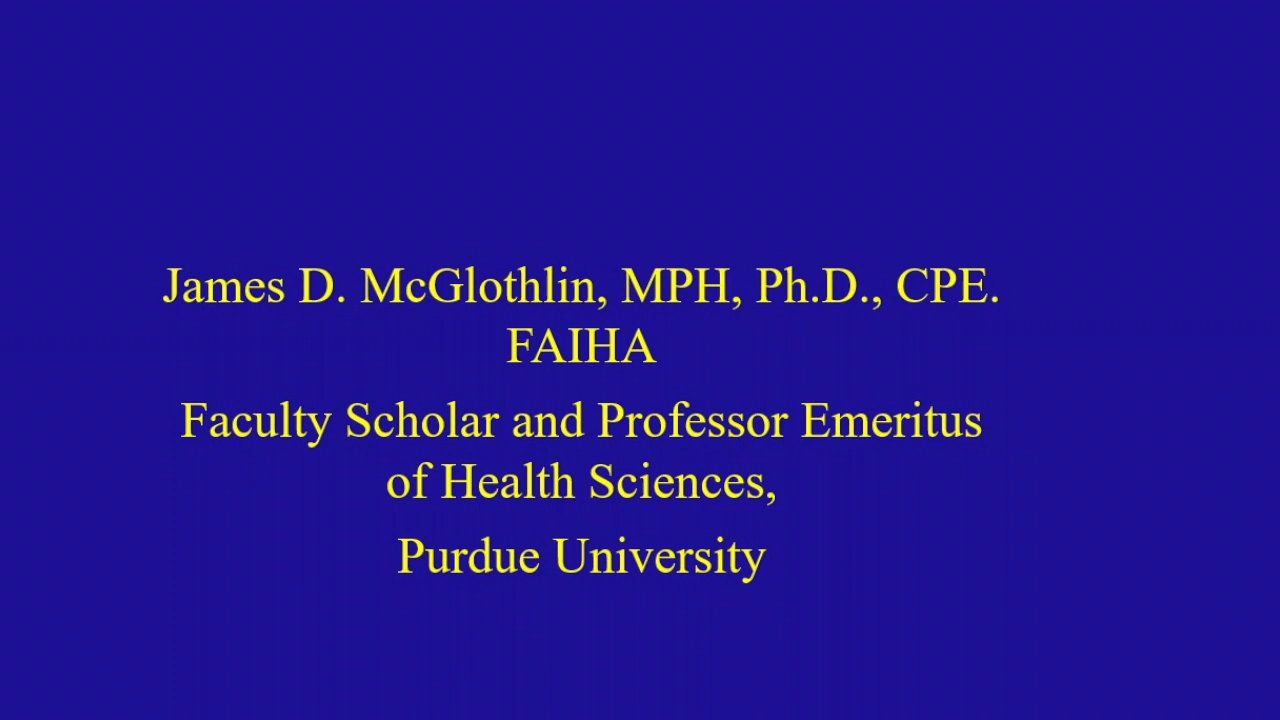 James D. McGlothlin, MPH, Ph.D., CPE.
FAIHA
Faculty Scholar and Professor Emeritus
of Health Sciences,
Purdue University